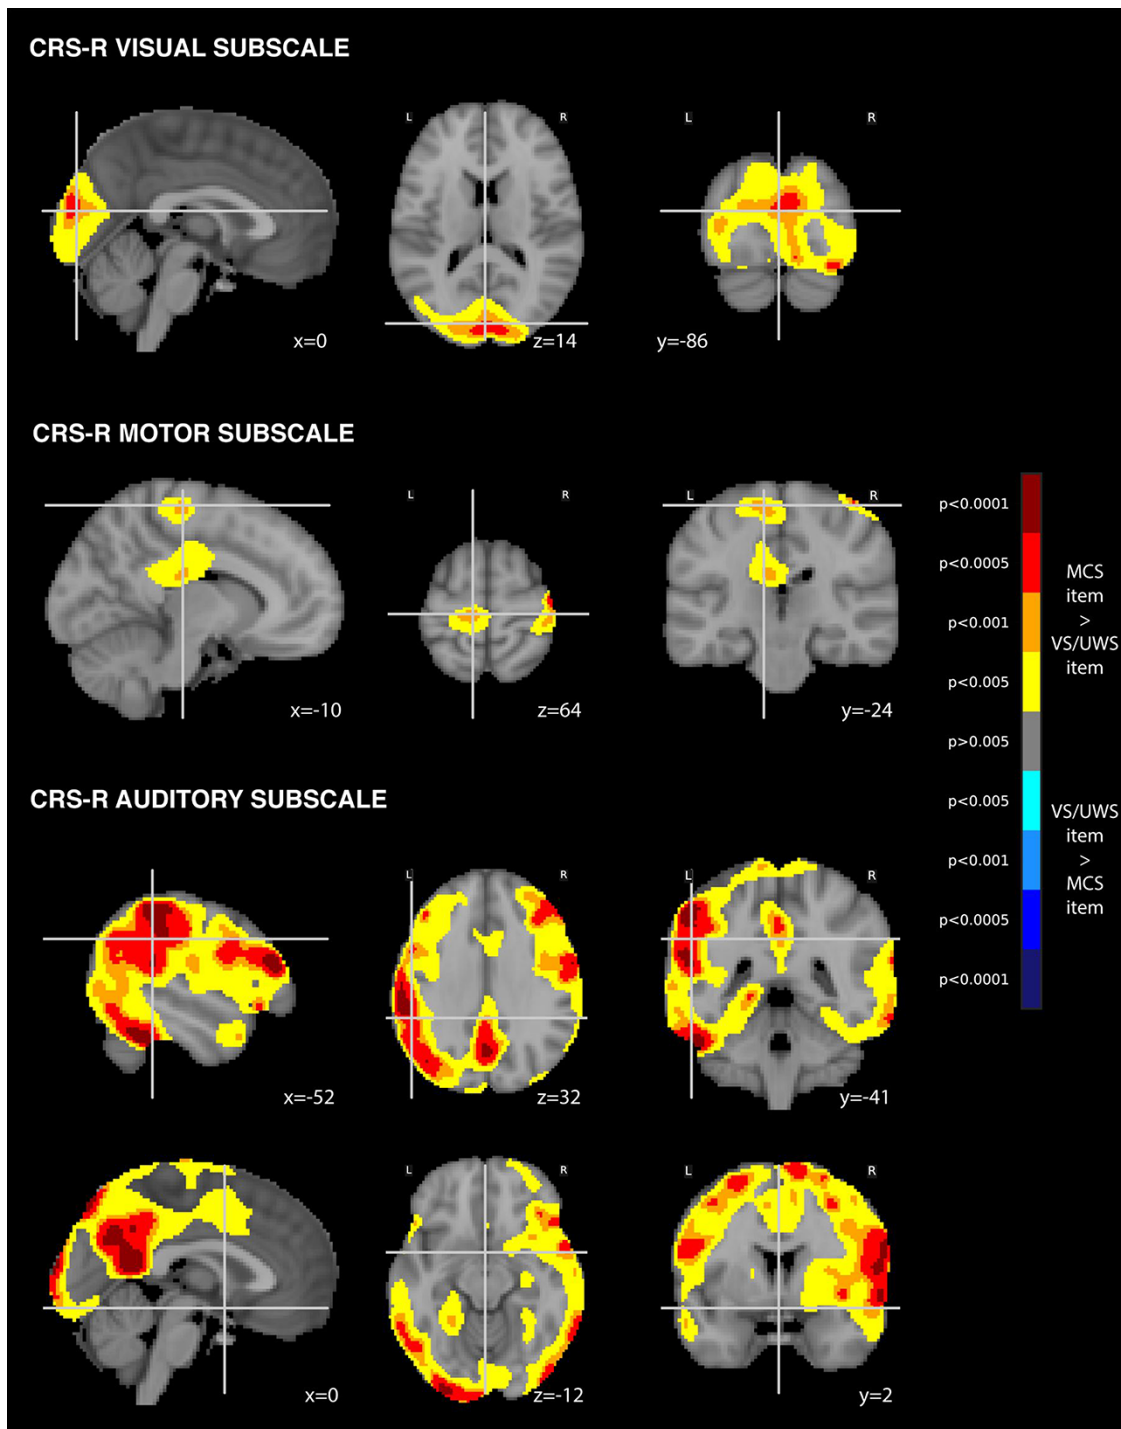 CRS-R VISUAL SUBSCALE
L R L R
x=0 z=14 y=-86
CRS-R MOTOR SUBSCALE
L R L R
x=-10 z=64 y=-24
p<0.0001
p<0.0005
p<0.001
p<0.005
p>0.005
p<0.005
p<0.001
p<0.0005
p<0.0001
MCS
item
>
VS/UWS
item
VS/UWS
item
>
MCS
item
CRS-R AUDITORY SUBSCALE
L R L R
x=-52 z=32 y=-41
L R L R
x=0 z=-12 y=2